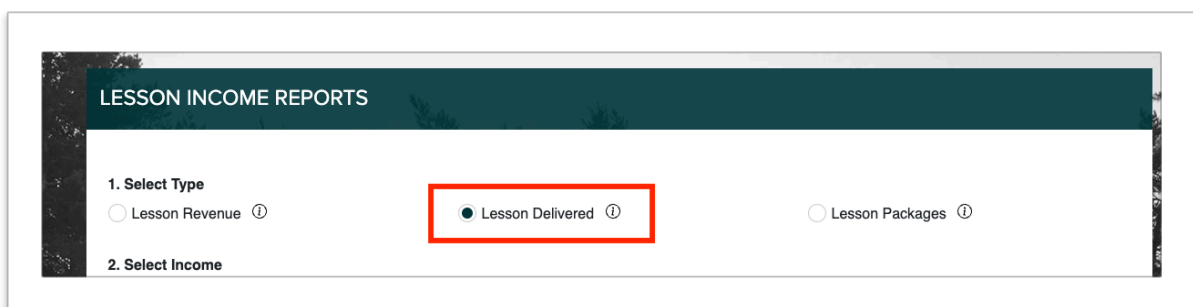 LESSON INCOME REPORTS
1. Select Type
Lesson Revenue Lesson Delivered Lesson Packages
2. Select Income